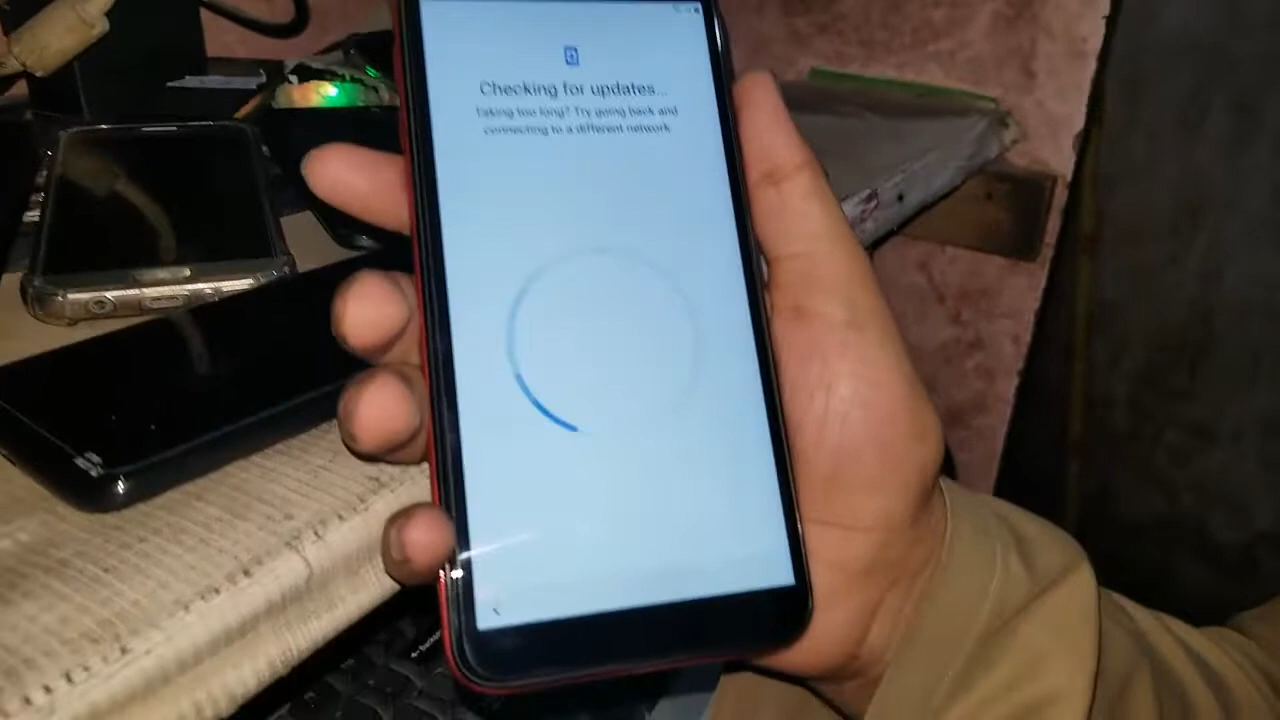 Checking for updates...
Taking too long? Try going back and
connecting to a different network